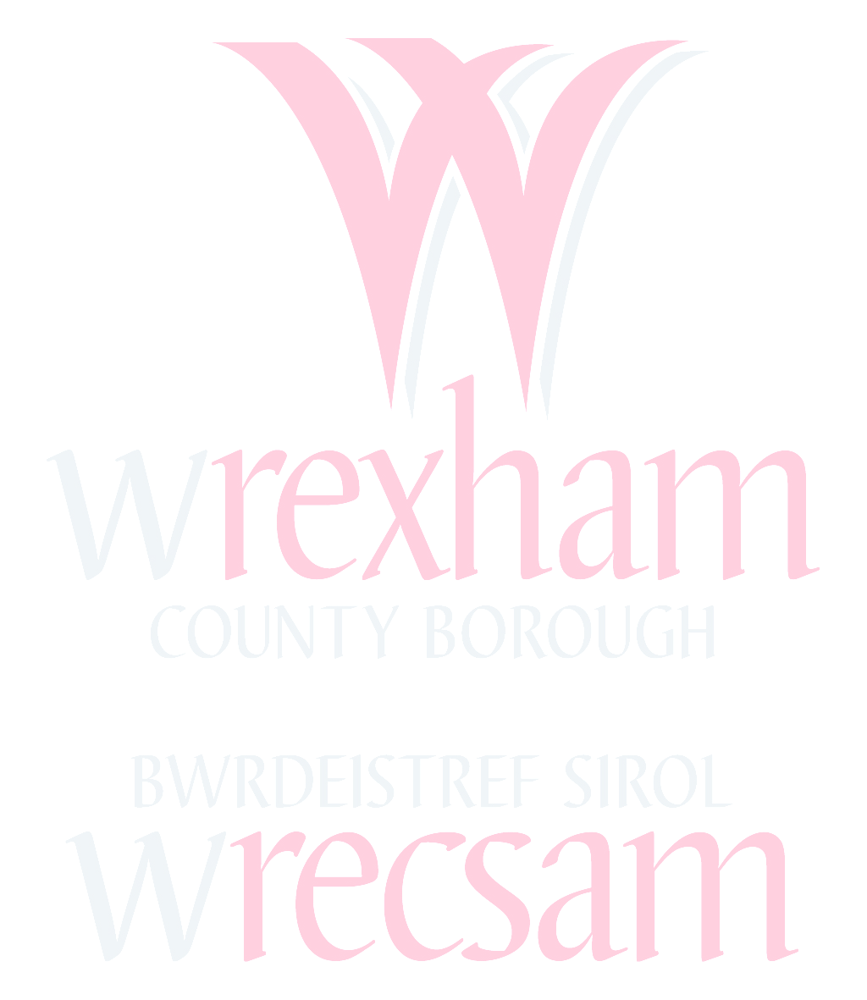 wrexham
COUNTY BOROUGH
BWRDEISTREF SIROL
wrecsam